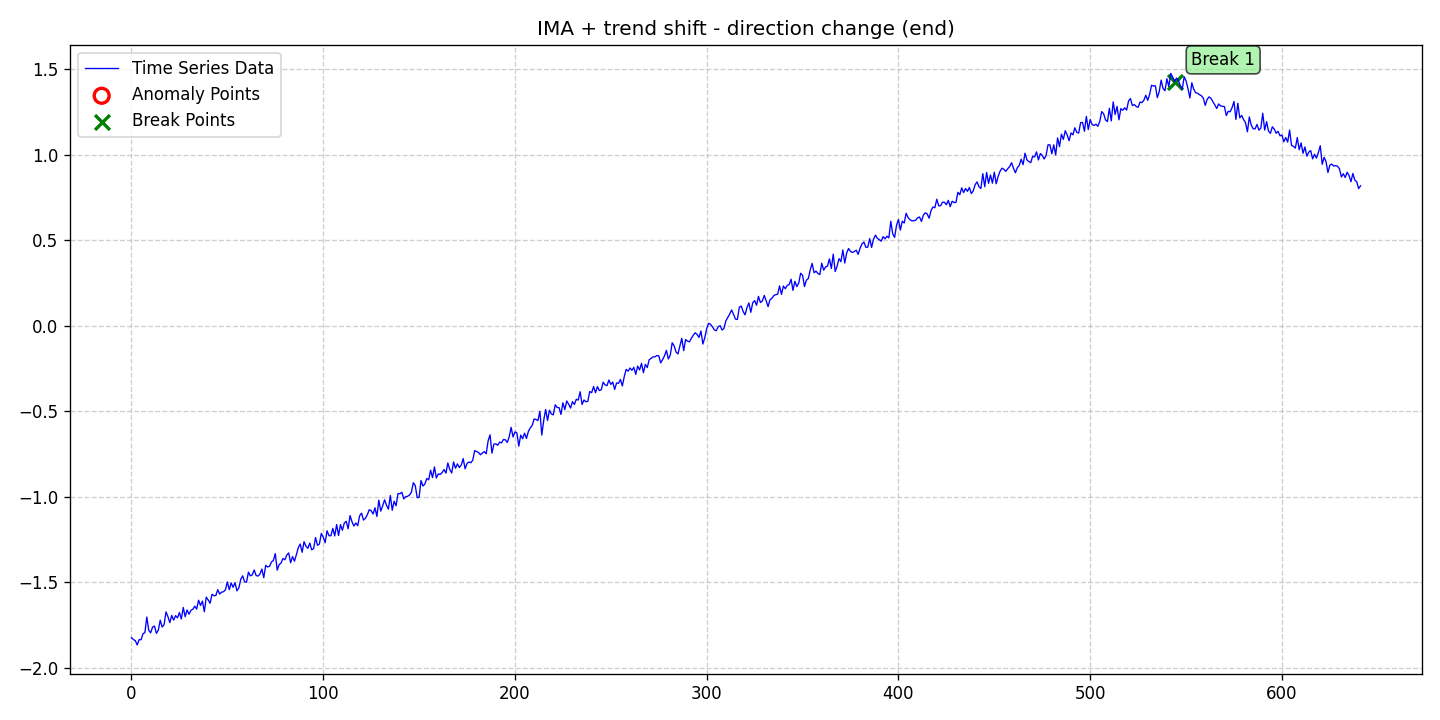 IMA + trend shift - direction change (end)
Time Series Data
Anomaly Points
Break Points
Break 1
1.5
1.0
0.5
0.0
−0.5
−1.0
−1.5
−2.0
0 100 200 300 400 500 600